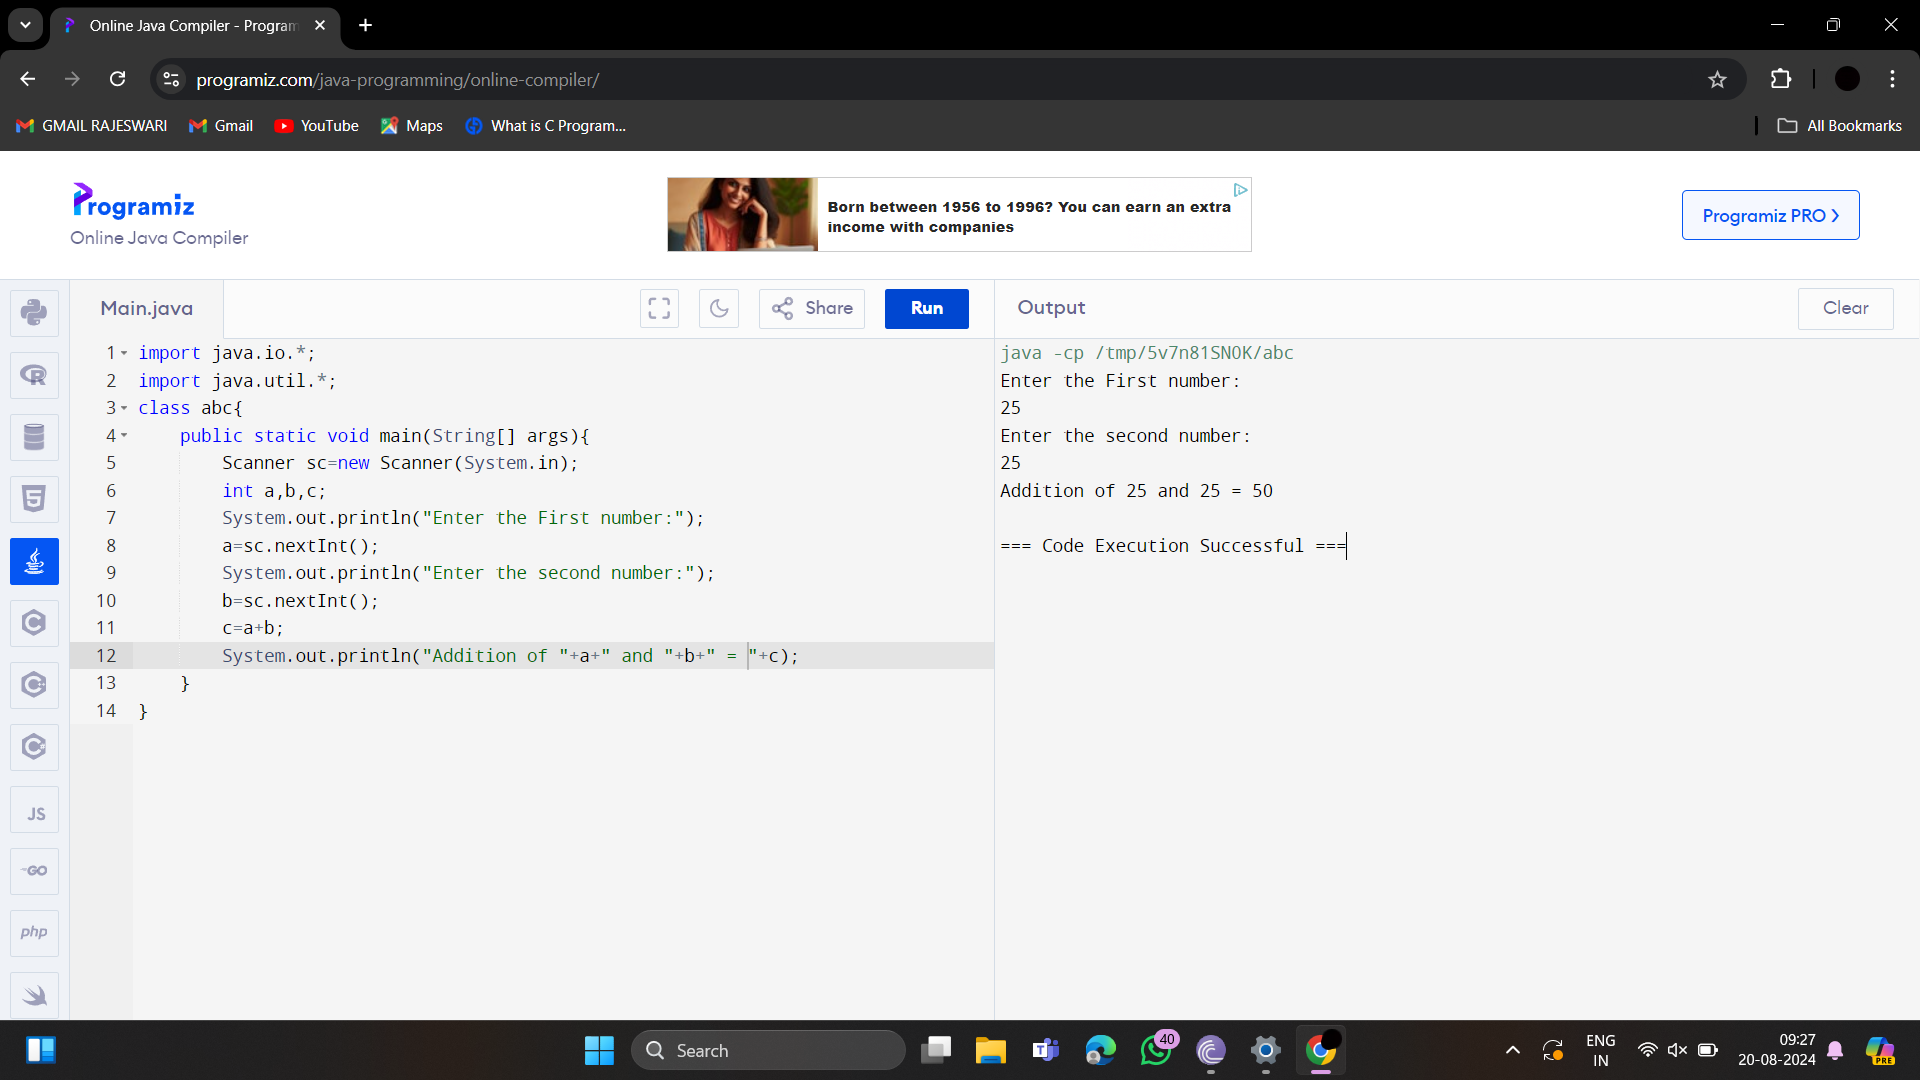 Online Java Compiler - Program
programiz.com/java-programming/online-compiler/
GMAIL RAJESWARI
Gmail
YouTube
Maps
What is C Program...
All Bookmarks
Programiz
Online Java Compiler
Born between 1956 to 1996? You can earn an extra
income with companies
Programiz PRO
Main.java
Share
Run
Output
Clear
1 import java.io.*;
2 import java.util.*;
3 class abc{
4 public static void main(String[] args){
5 Scanner sc=new Scanner(System.in);
6 int a,b,c;
7 System.out.println("Enter the First number:");
8 a=sc.nextInt();
9 System.out.println("Enter the second number:");
10 b=sc.nextInt();
11 c=a+b;
12 System.out.println("Addition of "+a+" and "+b+" = "+c);
13 }
14 }
java -cp /tmp/5v7n81SNOK/abc
Enter the First number:
25
Enter the second number:
25
Addition of 25 and 25 = 50
=== Code Execution Successful ===
R
5
C
C
C
JS
GO
php
Search
40
ENG
IN
09:27
20-08-2024
PRE